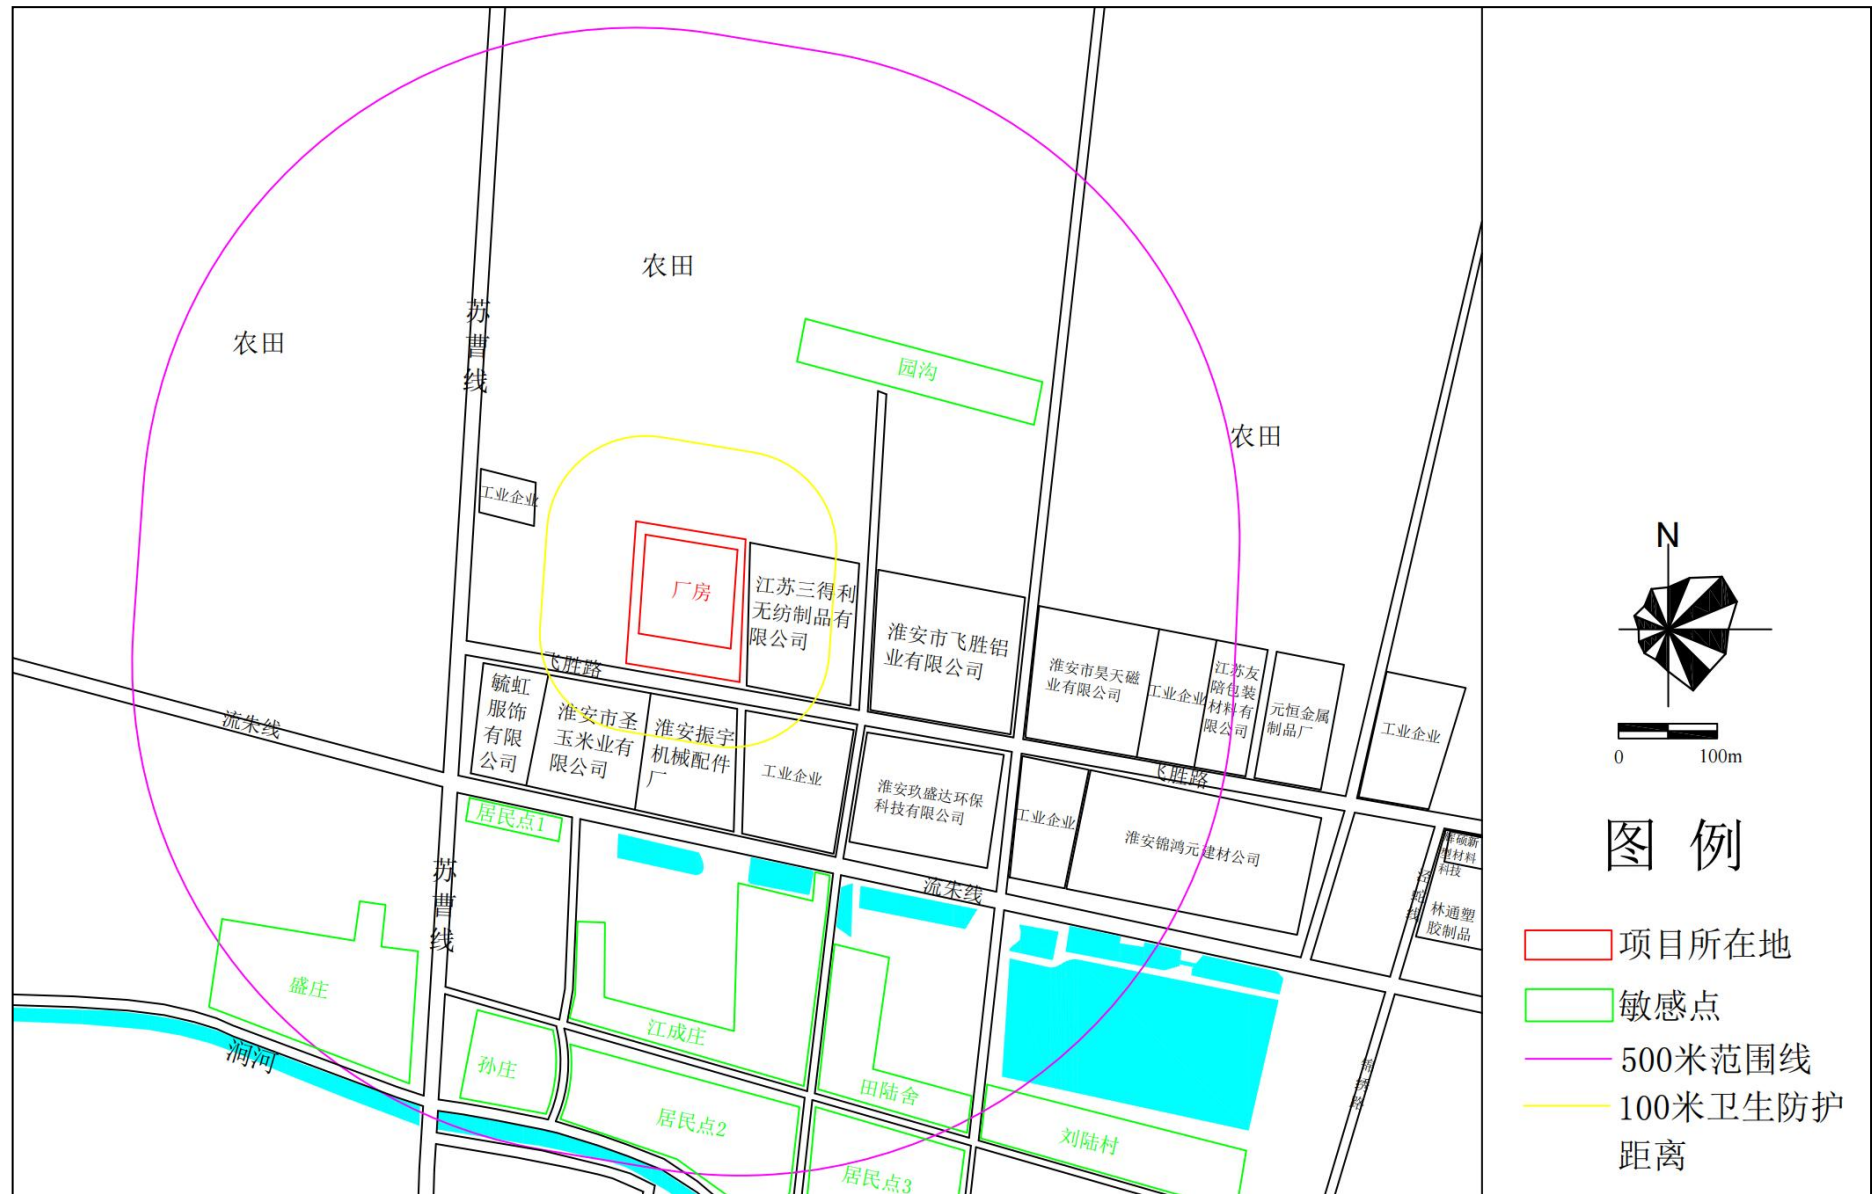 农田
农田
苏曹线
园沟
农田
工业企业
厂房
江苏三得利
无纺制品有
限公司
淮安市飞胜铝
业有限公司
飞胜路
淮安市昊天磁
业有限公司
工业企业
江苏友
陪包装
材料有
限公司
元恒金属
制品厂
工业企业
毓虹
服饰
有限
公司
淮安市圣
玉米业有
限公司
淮安振宇
机械配件
厂
工业企业
淮安玖盛达环保
科技有限公司
飞胜路
工业企业
淮安锦鸿元建材公司
流朱线
流朱线
居民点1
苏曹线
型材料
科技
林通塑
胶制品
盛庄
涧河
孙庄
江成庄
居民点2
田陆舍
居民点3
刘陆村
锦绣路
N
0
100m
图 例
项目所在地
敏感点
500米范围线
100米卫生防护
距离